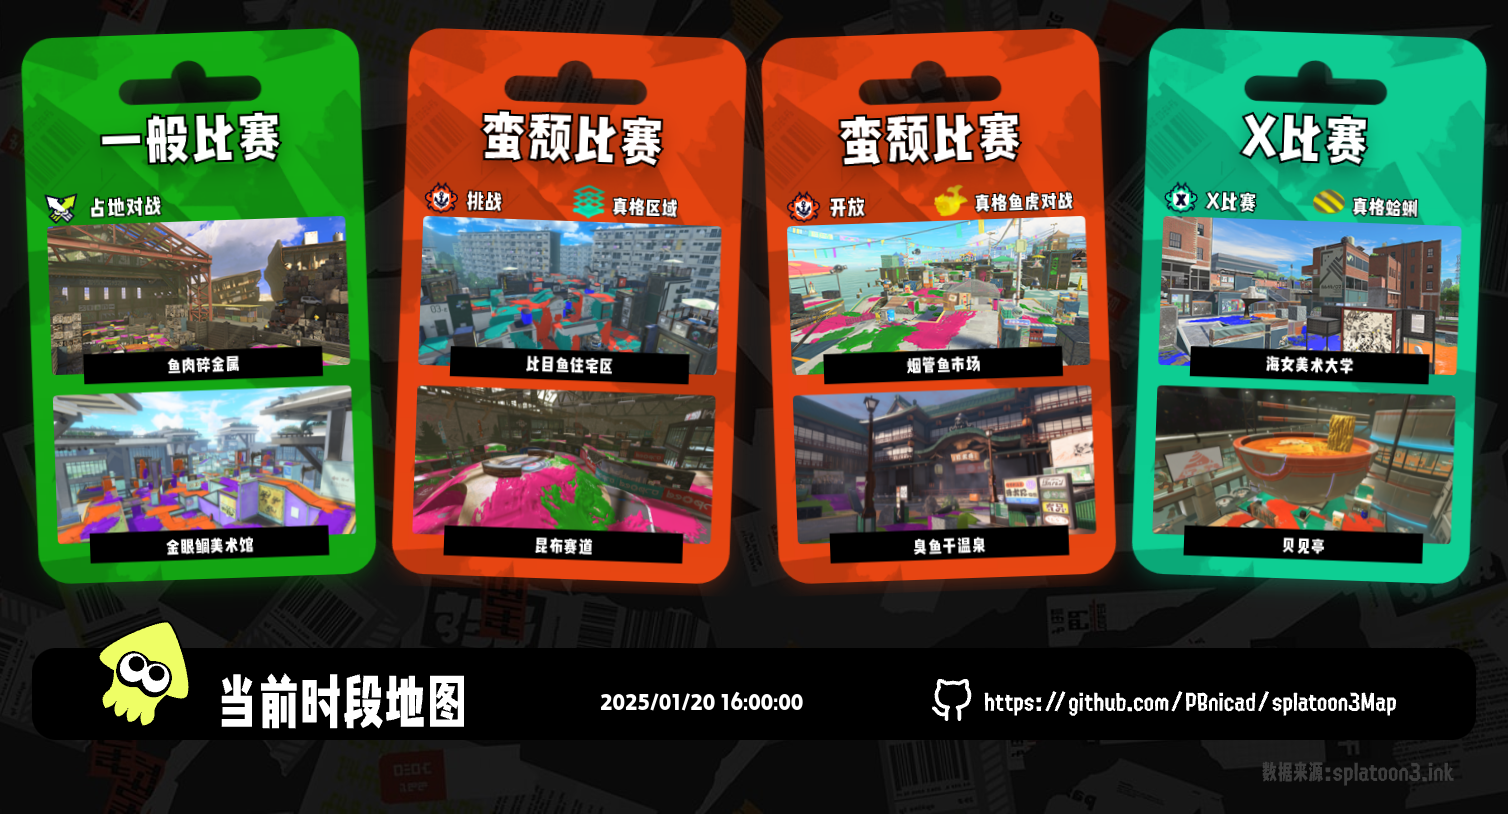 一般比赛
占地对战
鱼肉碎金属
金眼鲷美术馆
蛮颓比赛
挑战
真格区域
比目鱼住宅区
昆布赛道
蛮颓比赛
开放
真格鱼虎对战
烟管鱼市场
臭鱼干温泉
X比赛
X比赛
真格蛤蜊
海女美术大学
贝见亭
当前时段地图
2025/01/20 16:00:00
https://github.com/PBnicad/splatoon3Map
数据来源:splatoon3.ink